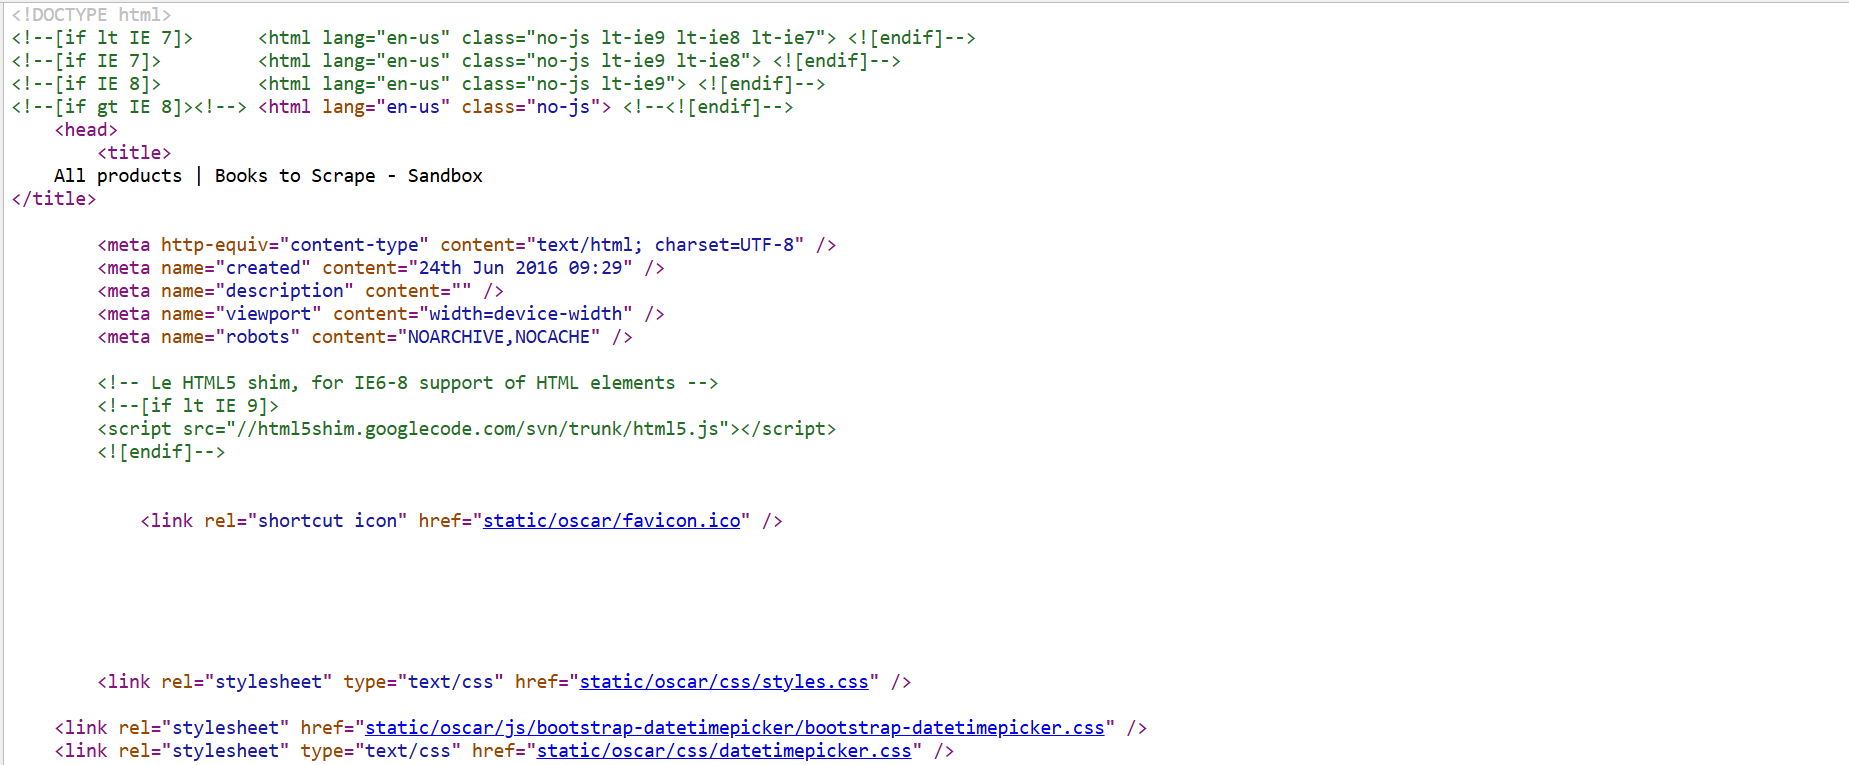 <!DOCTYPE html>
<!--[if lt IE 7]>      <html lang="en-us" class="no-js lt-ie9 lt-ie8 lt-ie7"> <![endif]-->
<!--[if IE 7]>         <html lang="en-us" class="no-js lt-ie9 lt-ie8"> <![endif]-->
<!--[if IE 8]>         <html lang="en-us" class="no-js lt-ie9"> <![endif]-->
<!--[if gt IE 8]><!--> <html lang="en-us" class="no-js"> <!--<![endif]-->
    <head>
        <title>
    All products | Books to Scrape - Sandbox
</title>
        <meta http-equiv="content-type" content="text/html; charset=UTF-8" />
        <meta name="created" content="24th Jun 2016 09:29" />
        <meta name="description" content="" />
        <meta name="viewport" content="width=device-width" />
        <meta name="robots" content="NOARCHIVE,NOCACHE" />
        <!-- Le HTML5 shim, for IE6-8 support of HTML elements -->
        <!--[if lt IE 9]>
        <script src="//html5shim.googlecode.com/svn/trunk/html5.js"></script>
        <![endif]-->
            <link rel="shortcut icon" href="static/oscar/favicon.ico" />
        <link rel="stylesheet" type="text/css" href="static/oscar/css/styles.css" />
    <link rel="stylesheet" href="static/oscar/js/bootstrap-datetimepicker/bootstrap-datetimepicker.css" />
    <link rel="stylesheet" type="text/css" href="static/oscar/css/datetimepicker.css" />